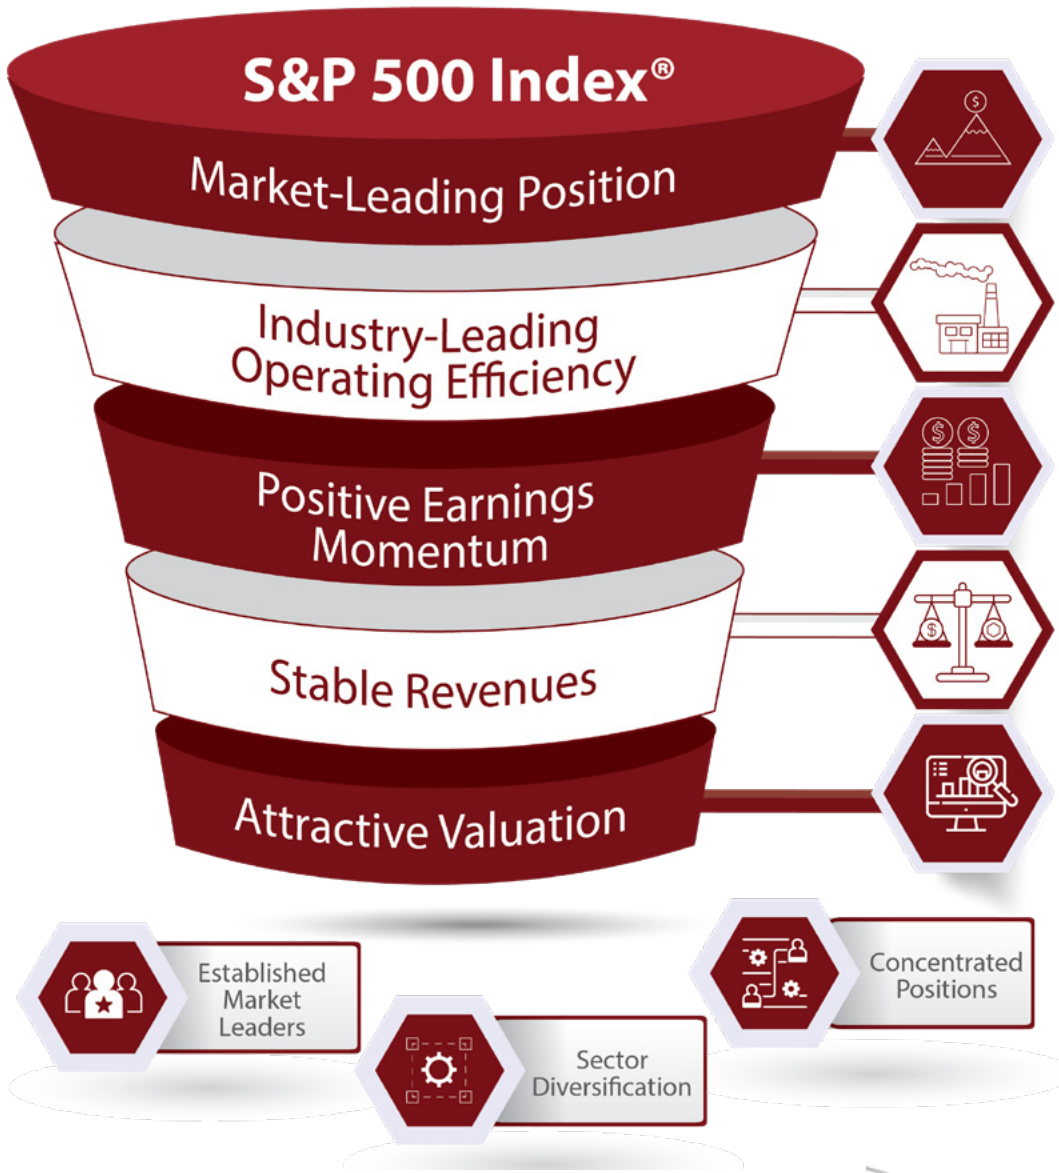 S&P 500 Index®
Market-Leading Position
Industry-Leading
Operating Efficiency
Positive Earnings
Momentum
Stable Revenues
Attractive Valuation
Established
Market
Leaders
Sector
Diversification
Concentrated
Positions